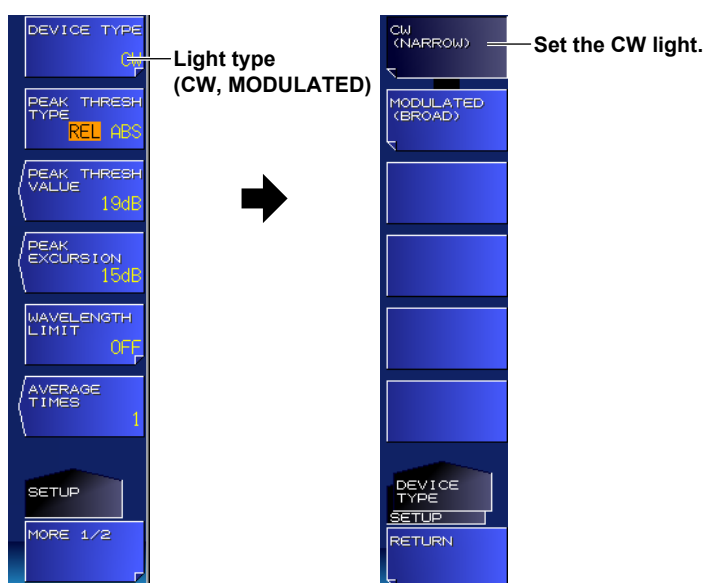 DEVICE TYPE
CW
Light type
(CW, MODULATED)
PEAK THRESH
TYPE
REL ABS
PEAK THRESH
VALUE
19dB
PEAK
EXCURSION
15dB
WAVELENGTH
LIMIT
OFF
AVERAGE
TIMES
1
SETUP
MORE 1/2
CW
(NARROW)
Set the CW light.
MODULATED
(BROAD)
DEVICE
TYPE
SETUP
RETURN